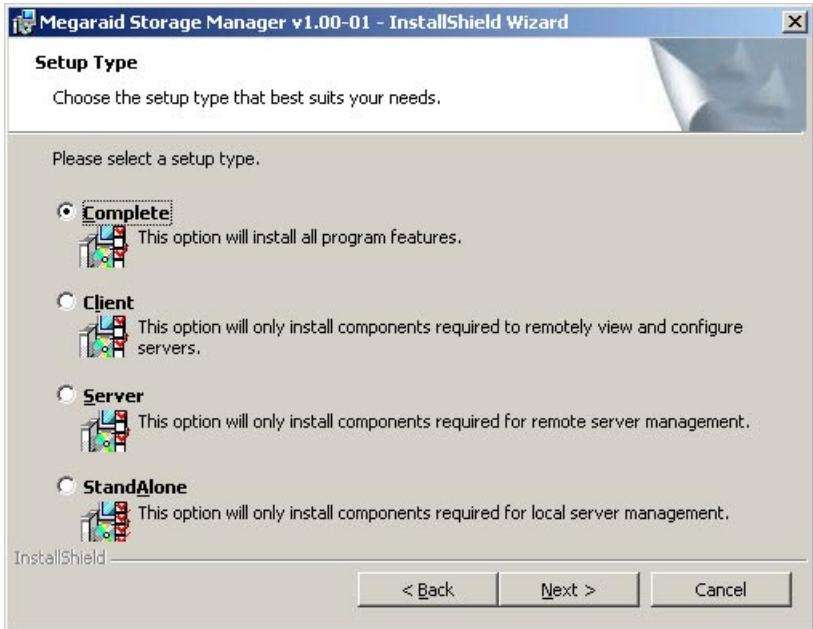 Megaraid Storage Manager v1.00-01 - InstallShield Wizard
Setup Type
Choose the setup type that best suits your needs.
Please select a setup type.
Complete
This option will install all program features.
Client
This option will only install components required to remotely view and configure
servers.
Server
This option will only install components required for remote server management.
StandAlone
This option will only install components required for local server management.
InstallShield
< Back
Next >
Cancel